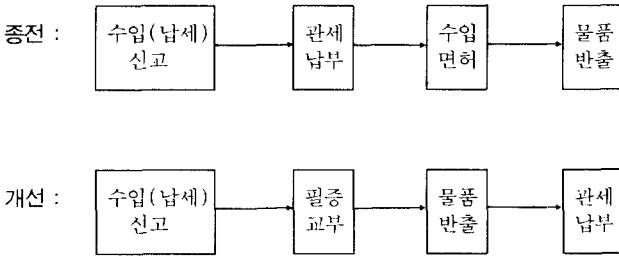 종전 : 수입(납세) 관세 수입 물품
신고 납부 면허 반출
개선 : 수입(납세) 필증 물품 관세
신고 교부 반출 납부